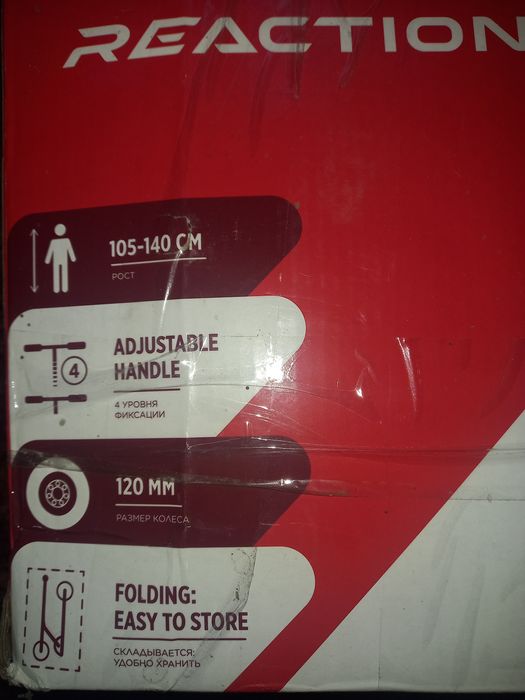 REACTION
105-140 CM
РОСТ
4
ADJUSTABLE
HANDLE
4 УРОВНЯ
ФИКСАЦИИ
120 MM
РАЗМЕР КОЛЕСА
FOLDING:
EASY TO STORE
СКЛАДЫВАЕТСЯ:
УДОБНО ХРАНИТЬ